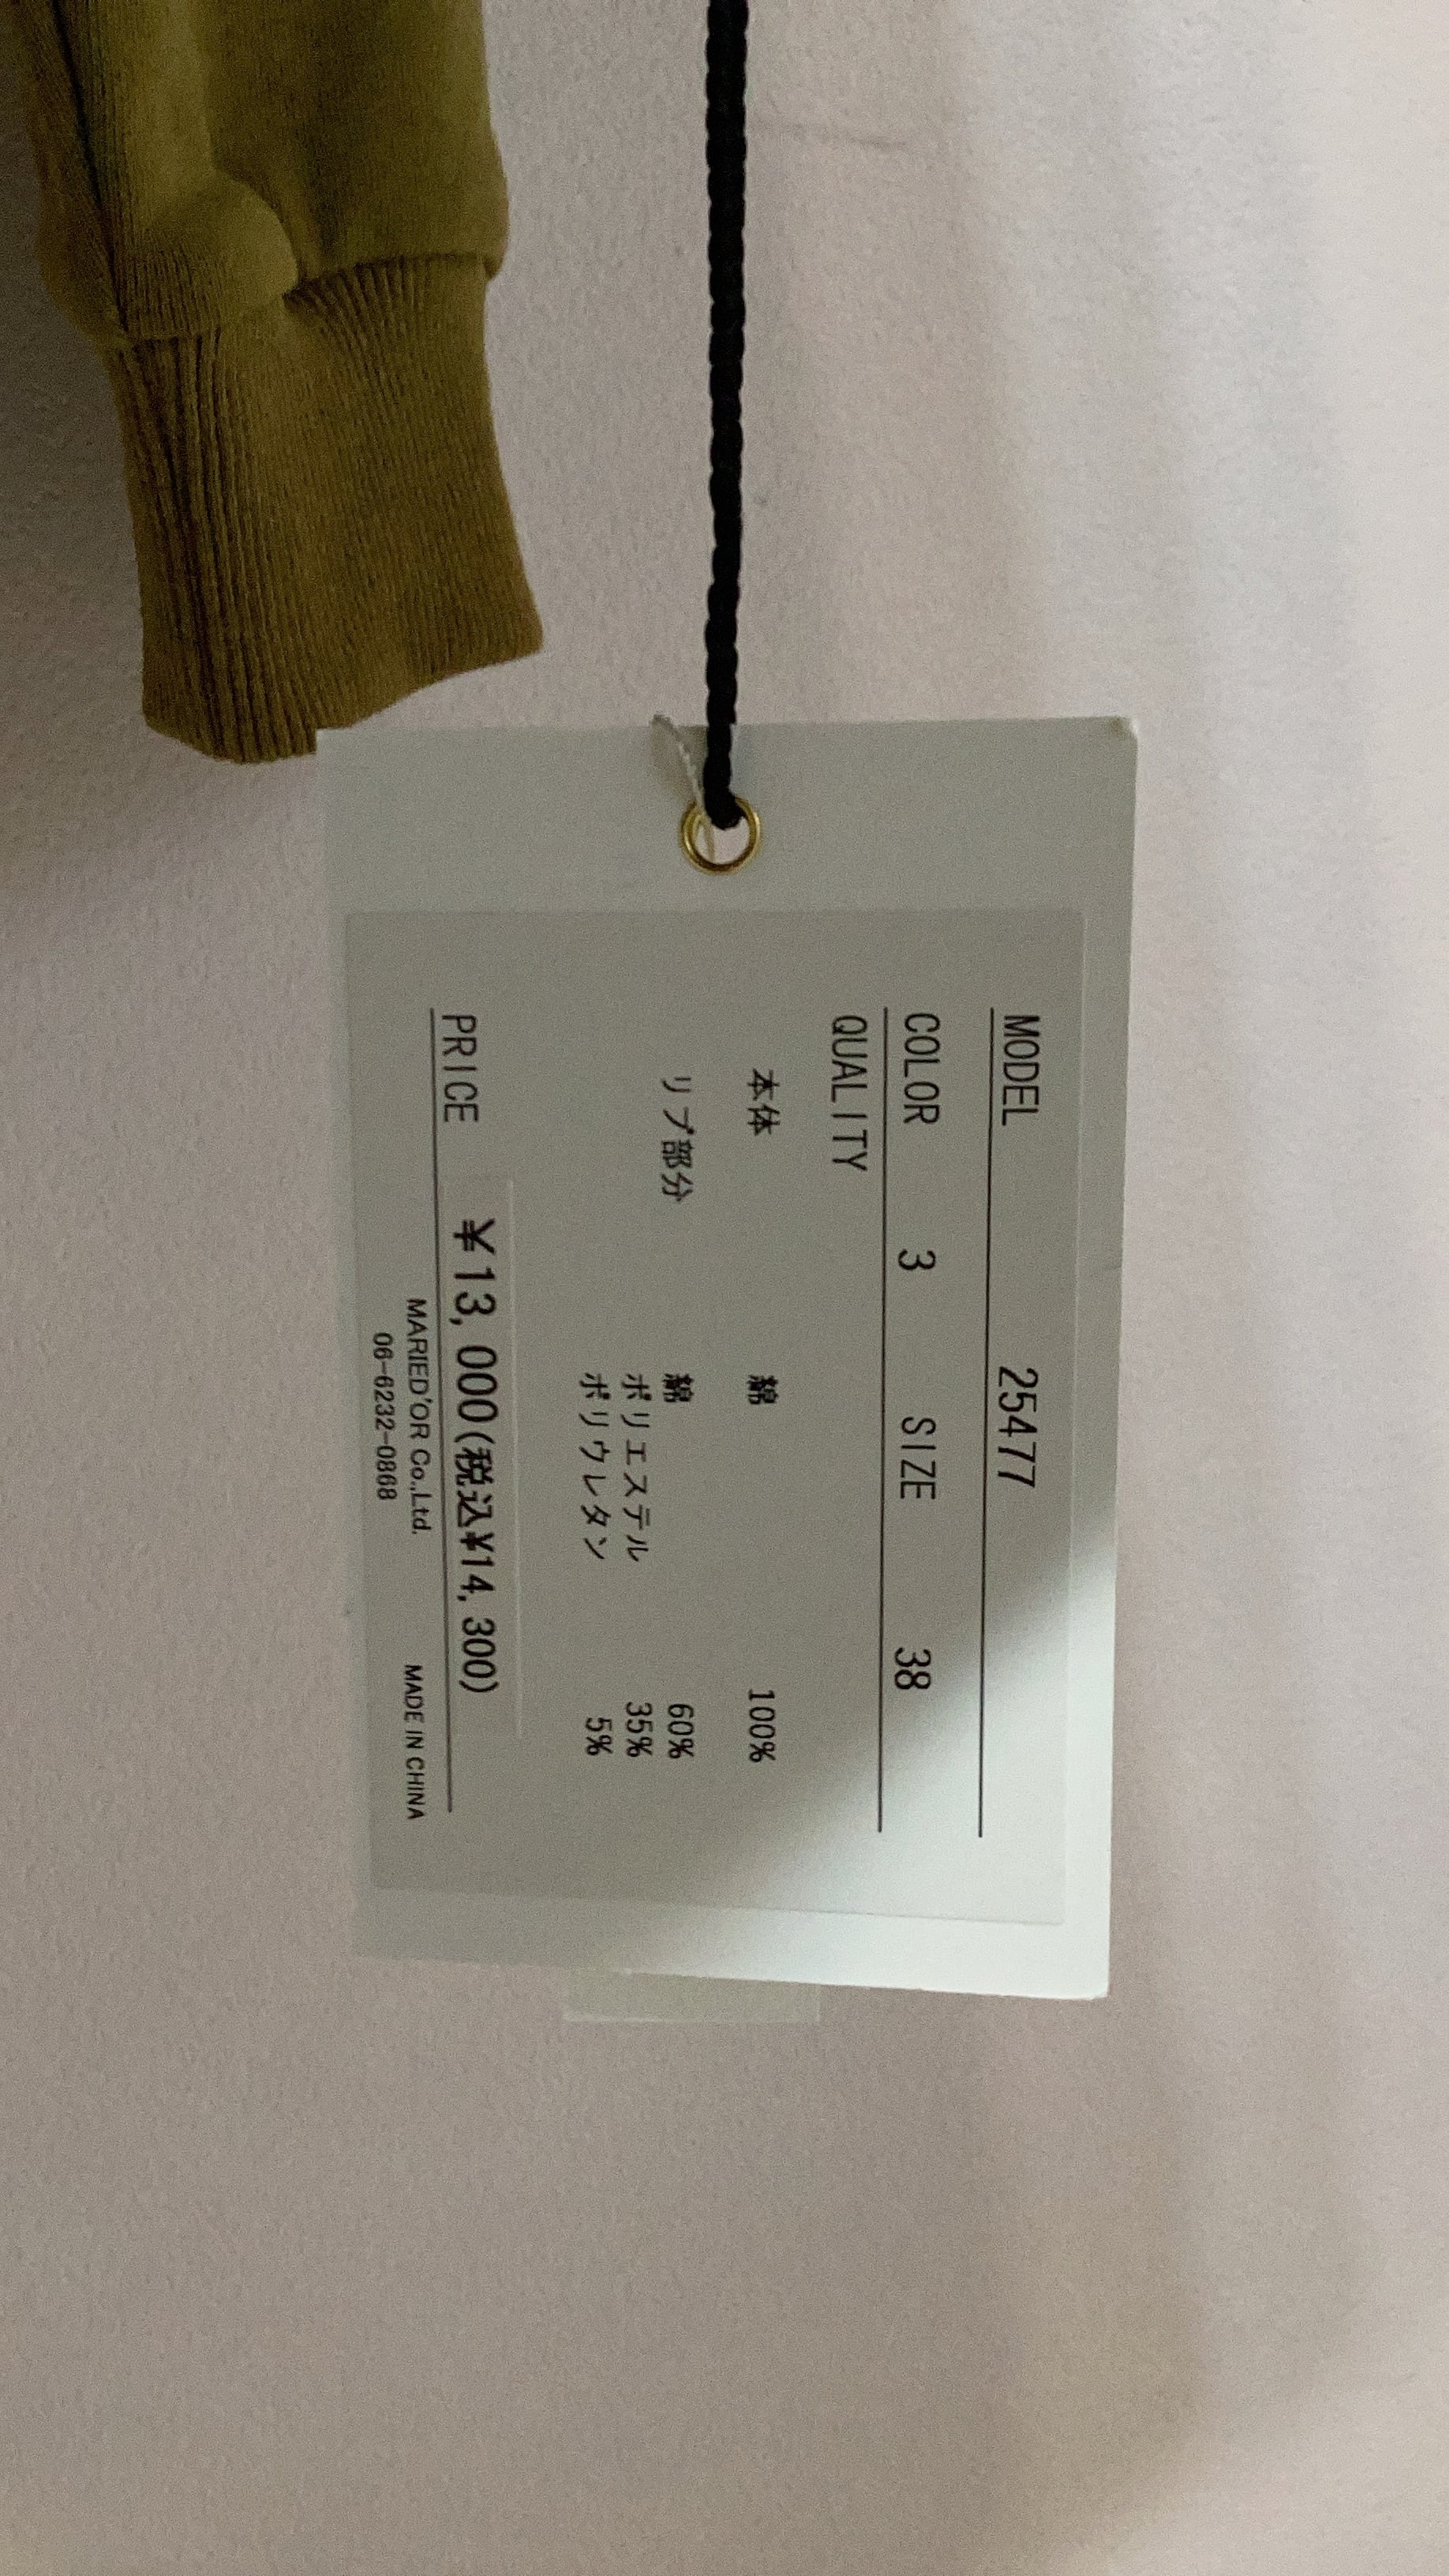 MODEL 25477
COLOR 3 SIZE 38
QUALITY
本体 綿 100%
リブ部分 綿 60%
ポリエステル 35%
ポリウレタン 5%
PRICE ¥13,000(税込¥14,300)
MARIED'OR Co.,Ltd. MADE IN CHINA
06-6232-0868